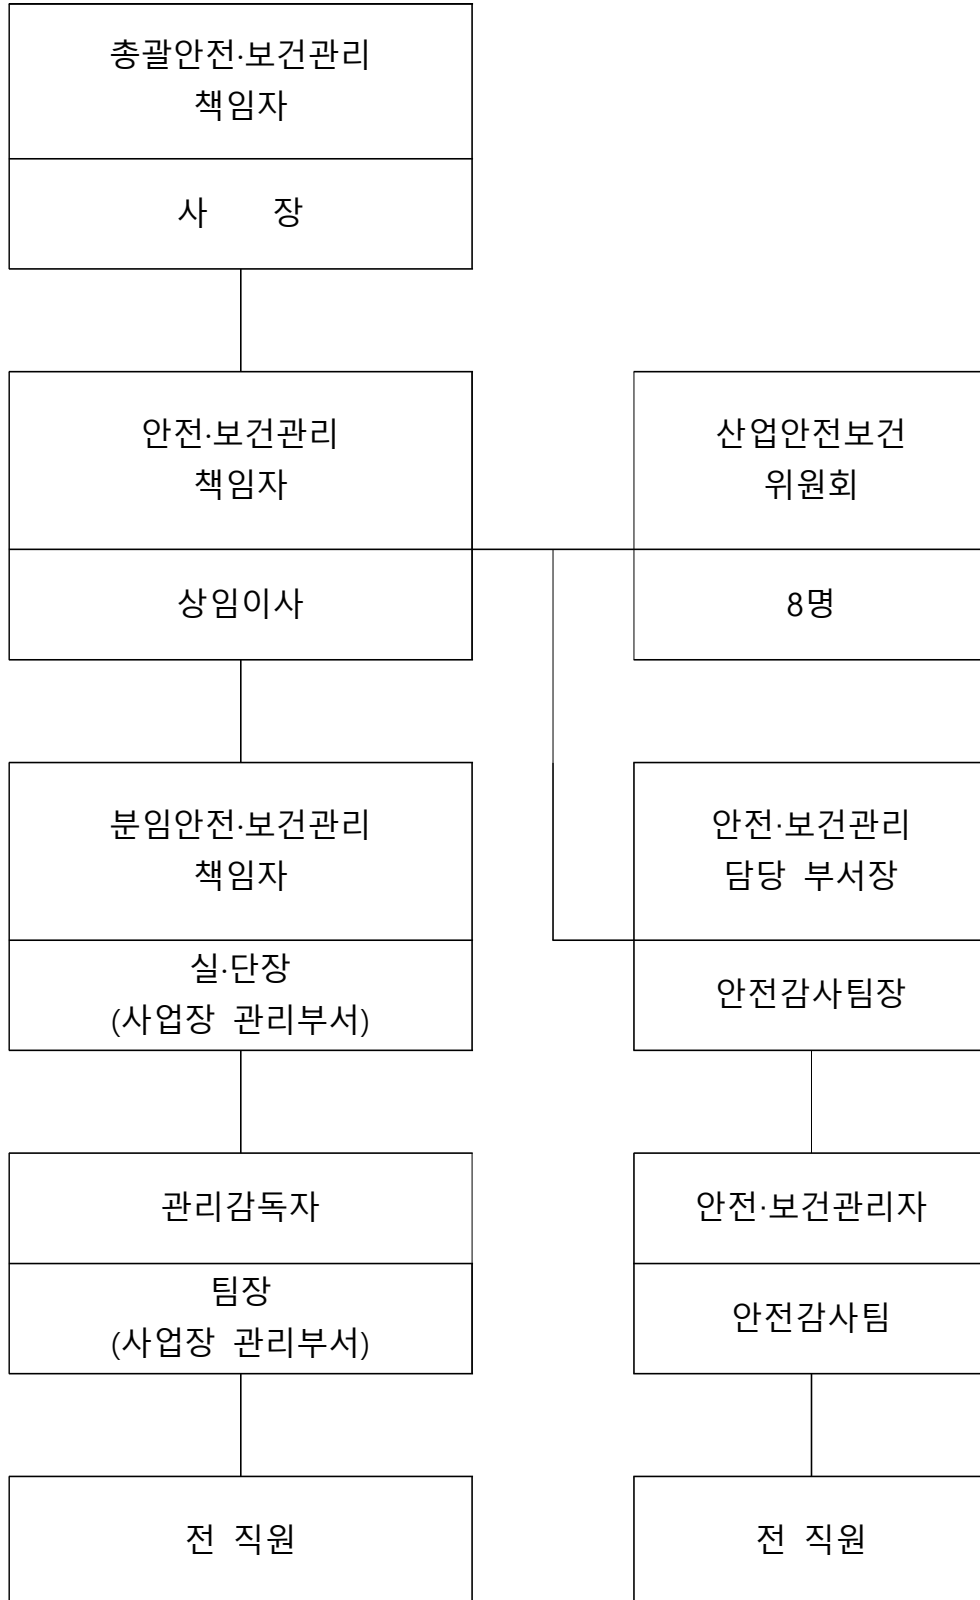 총괄안전·보건관리
책임자
사 장
안전·보건관리
책임자
상임이사
산업안전보건
위원회
8명
분임안전·보건관리
책임자
실·단장
(사업장 관리부서)
안전·보건관리
담당 부서장
안전감사팀장
관리감독자
팀장
(사업장 관리부서)
안전·보건관리자
안전감사팀
전 직원
전 직원